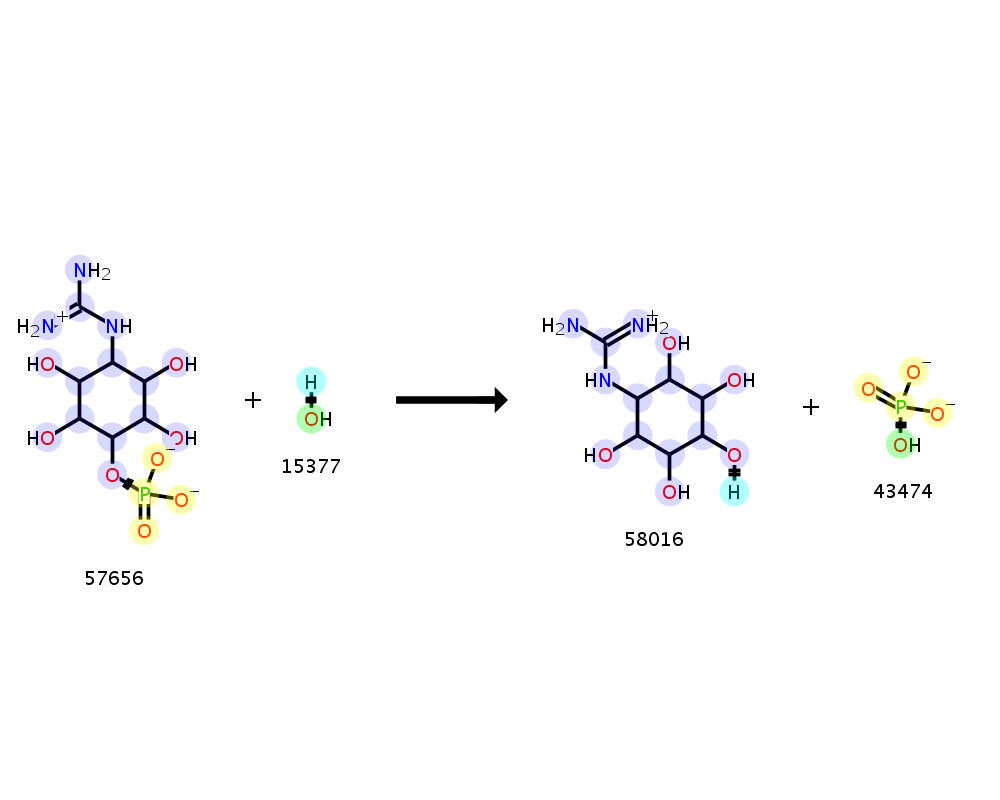 NH2
H2N+ NH
HO OH
HO OH
O O−
P O−
O
57656
+
H
OH
15377
H2N NH2+
OH
HN OH
HO O
OH H
58016
+
O−
O P O−
OH
43474